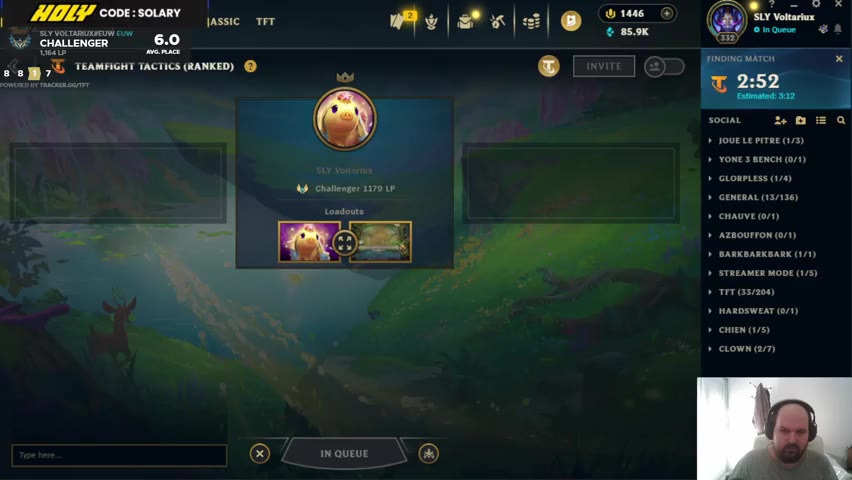 HOLY CODE : SOLARY
ASSIC TFT
2
1446
85.9K
SLY VOLTARIUX#EUW EUW
CHALLENGER
1,164 LP
6.0
AVG. PLACE
8 8 1 7
POWERED BY TRACKER.GG/TFT
TEAMFIGHT TACTICS (RANKED) ?
INVITE
SLY Voltariux
Challenger 1179 LP
Loadouts
Type here...
IN QUEUE
332
SLY Voltariux
In Queue
FINDING MATCH
2:52
Estimated: 3:12
SOCIAL
JOUE LE PITRE (1/3)
YONE 3 BENCH (0/1)
GLORPLESS (1/4)
GENERAL (13/136)
CHAUVE (0/1)
AZBOUFFON (0/1)
BARKBARKBARK (1/1)
STREAMER MODE (1/5)
TFT (33/204)
HARDSWEAT (0/1)
CHIEN (1/5)
CLOWN (2/7)